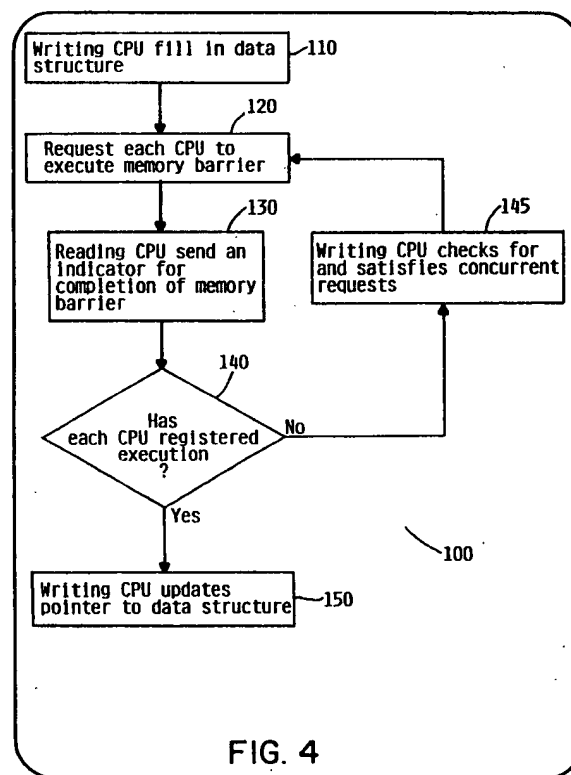 Writing CPU fill in data
structure
110
120
Request each CPU to
execute memory barrier
130
Reading CPU send an
indicator for
completion of memory
barrier
145
Writing CPU checks for
and satisfies concurrent
requests
140
Has
each CPU registered
execution
?
No
Yes
100
Writing CPU updates
pointer to data structure
150
FIG. 4